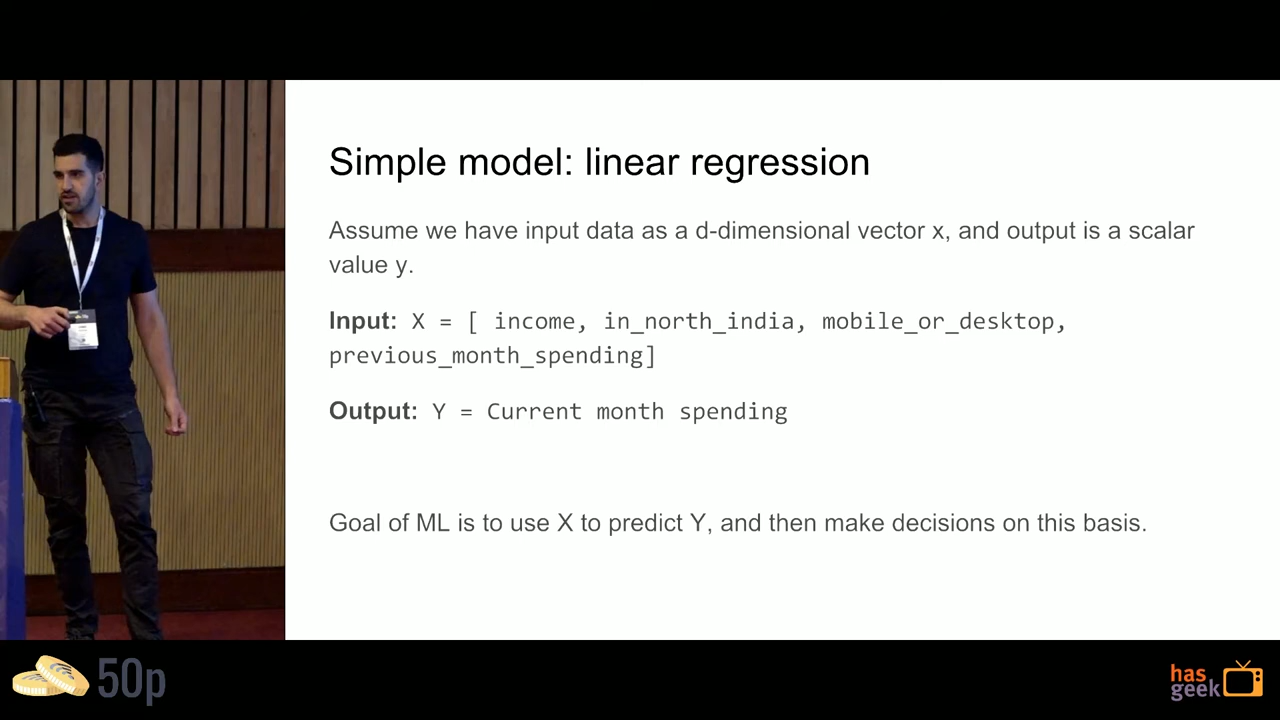 Simple model: linear regression
Assume we have input data as a d-dimensional vector x, and output is a scalar
value y.
Input: X = [ income, in_north_india, mobile_or_desktop,
previous_month_spending]
Output: Y = Current month spending
Goal of ML is to use X to predict Y, and then make decisions on this basis.
50p
has
geek